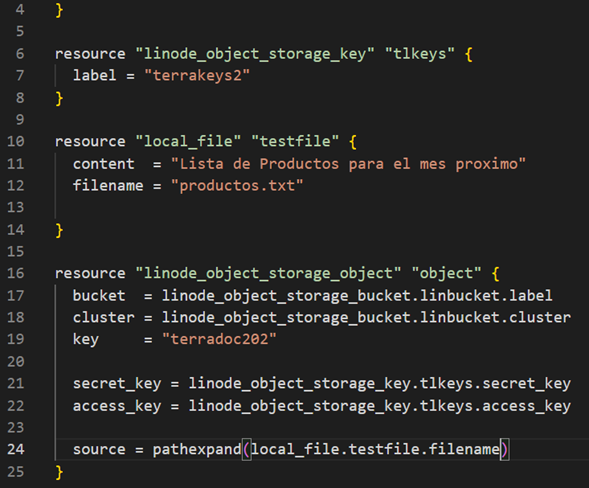 4 }
5
6 resource "linode_object_storage_key" "tlkeys" {
7   label = "terrakeys2"
8 }
9
10 resource "local_file" "testfile" {
11   content  = "Lista de Productos para el mes proximo"
12   filename = "productos.txt"
13
14 }
15
16 resource "linode_object_storage_object" "object" {
17   bucket  = linode_object_storage_bucket.linbucket.label
18   cluster = linode_object_storage_bucket.linbucket.cluster
19   key     = "terradoc202"
20
21   secret_key = linode_object_storage_key.tlkeys.secret_key
22   access_key = linode_object_storage_key.tlkeys.access_key
23
24   source = pathexpand(local_file.testfile.filename)
25 }